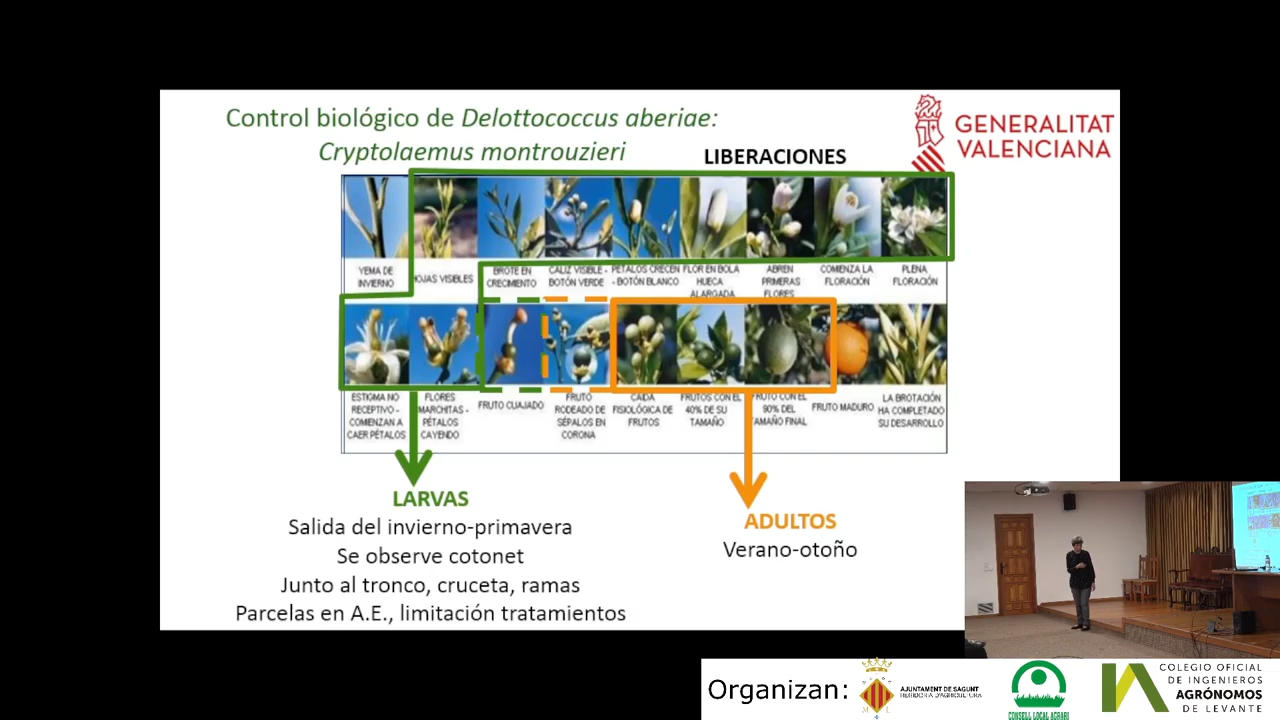 Control biológico de Delottococcus aberiae:
Cryptolaemus montrouzieri
LIBERACIONES
GENERALITAT
VALENCIANA
YEMA DE
INVIERNO
HOJAS VISIBLES
BROTE EN
CRECIMIENTO
CALIZ VISIBLE -
BOTÓN VERDE
PETALOS CRECEN
- BOTÓN BLANCO
FLOR EN BOLA
HUECA
ALARGADA
ABREN
PRIMERAS
FLORES
COMIENZA LA
FLORACIÓN
PLENA
FLORACIÓN
ESTIGMA NO
RECEPTIVO -
COMIENZAN A
CAER PÉTALOS
FLORES
MARCHITAS -
PÉTALOS
CAYENDO
FRUTO CUAJADO
FRUTO
RODEADO DE
SÉPALOS EN
CORONA
CAIDA
FISIOLÓGICA DE
FRUTOS
FRUTOS CON EL
40% DE SU
TAMAÑO
FRUTO CON EL
90% DEL
TAMAÑO FINAL
FRUTO MADURO
LA BROTACIÓN
HA COMPLETADO
SU DESARROLLO
LARVAS
Salida del invierno-primavera
Se observe cotonet
Junto al tronco, cruceta, ramas
Parcelas en A.E., limitación tratamientos
ADULTOS
Verano-otoño
Organizan:
AJUNTAMENT DE SAGUNT
REGIDORIA D'AGRICULTURA
CONSELL LOCAL AGRARI
COLEGIO OFICIAL
DE INGENIEROS
AGRÓNOMOS
DE LEVANTE